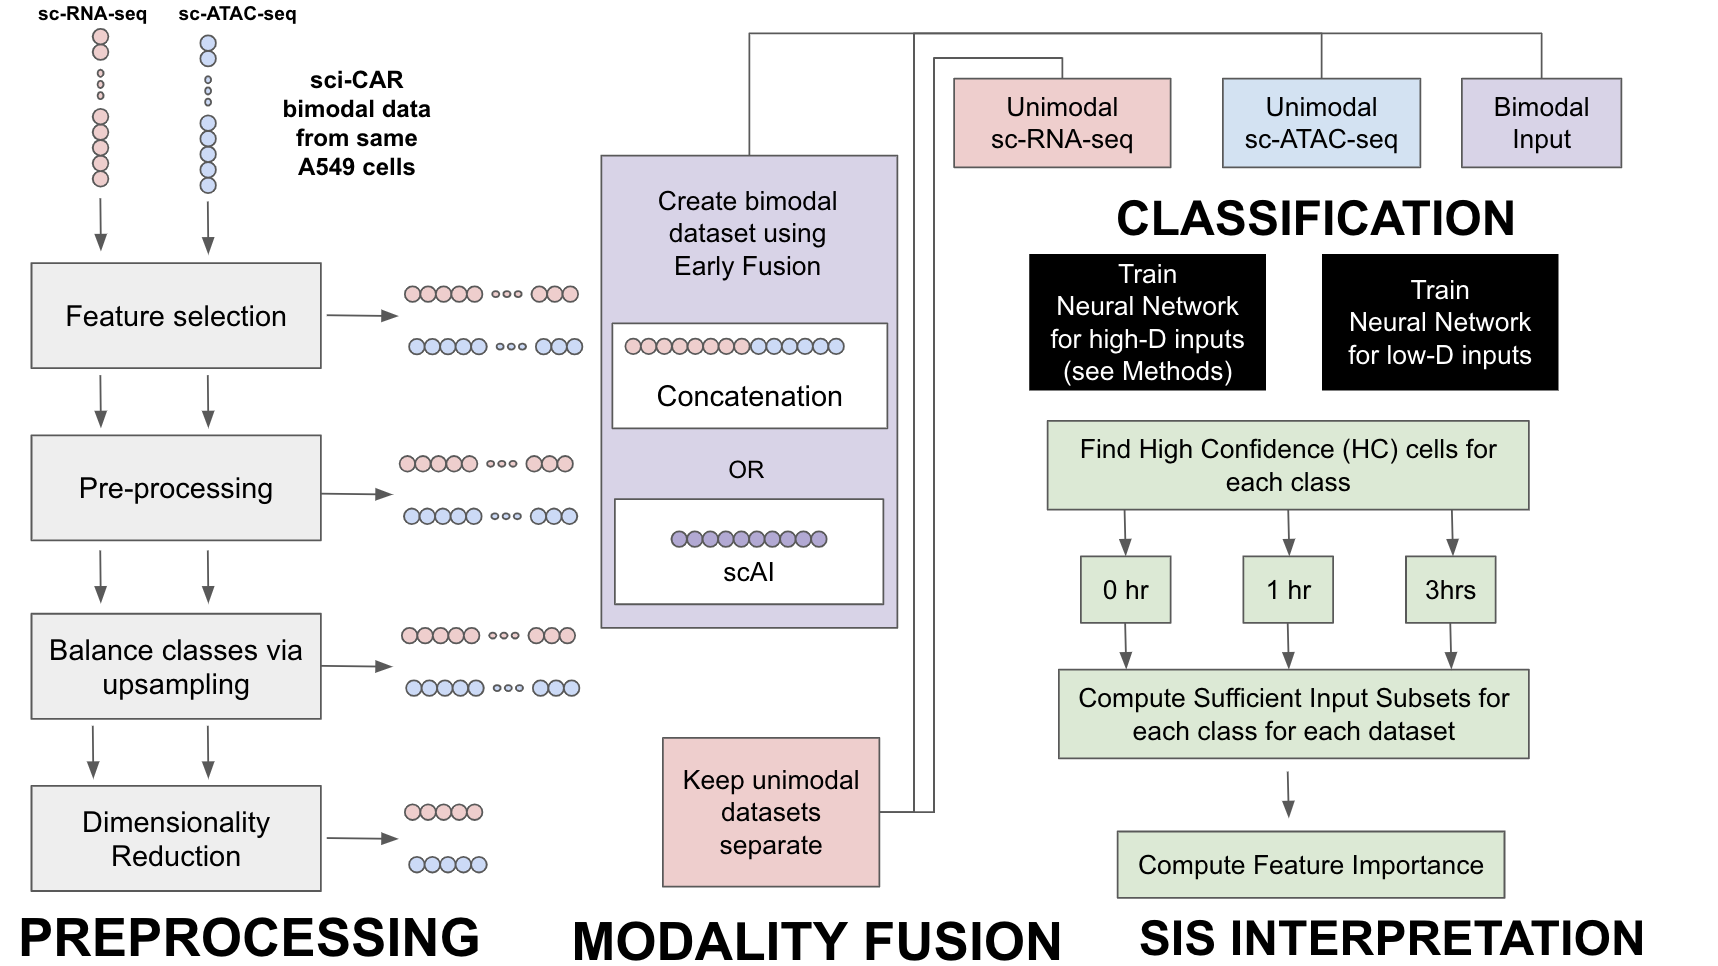 sc-RNA-seq
sc-ATAC-seq
sci-CAR
bimodal data
from same
A549 cells
Feature selection
Pre-processing
Balance classes via
upsampling
Dimensionality
Reduction
PREPROCESSING
Create bimodal
dataset using
Early Fusion
Concatenation
OR
scAI
Keep unimodal
datasets
separate
MODALITY FUSION
Unimodal
sc-RNA-seq
Unimodal
sc-ATAC-seq
Bimodal
Input
CLASSIFICATION
Train
Neural Network
for high-D inputs
(see Methods)
Train
Neural Network
for low-D inputs
Find High Confidence (HC) cells for
each class
0 hr
1 hr
3hrs
Compute Sufficient Input Subsets for
each class for each dataset
Compute Feature Importance
SIS INTERPRETATION